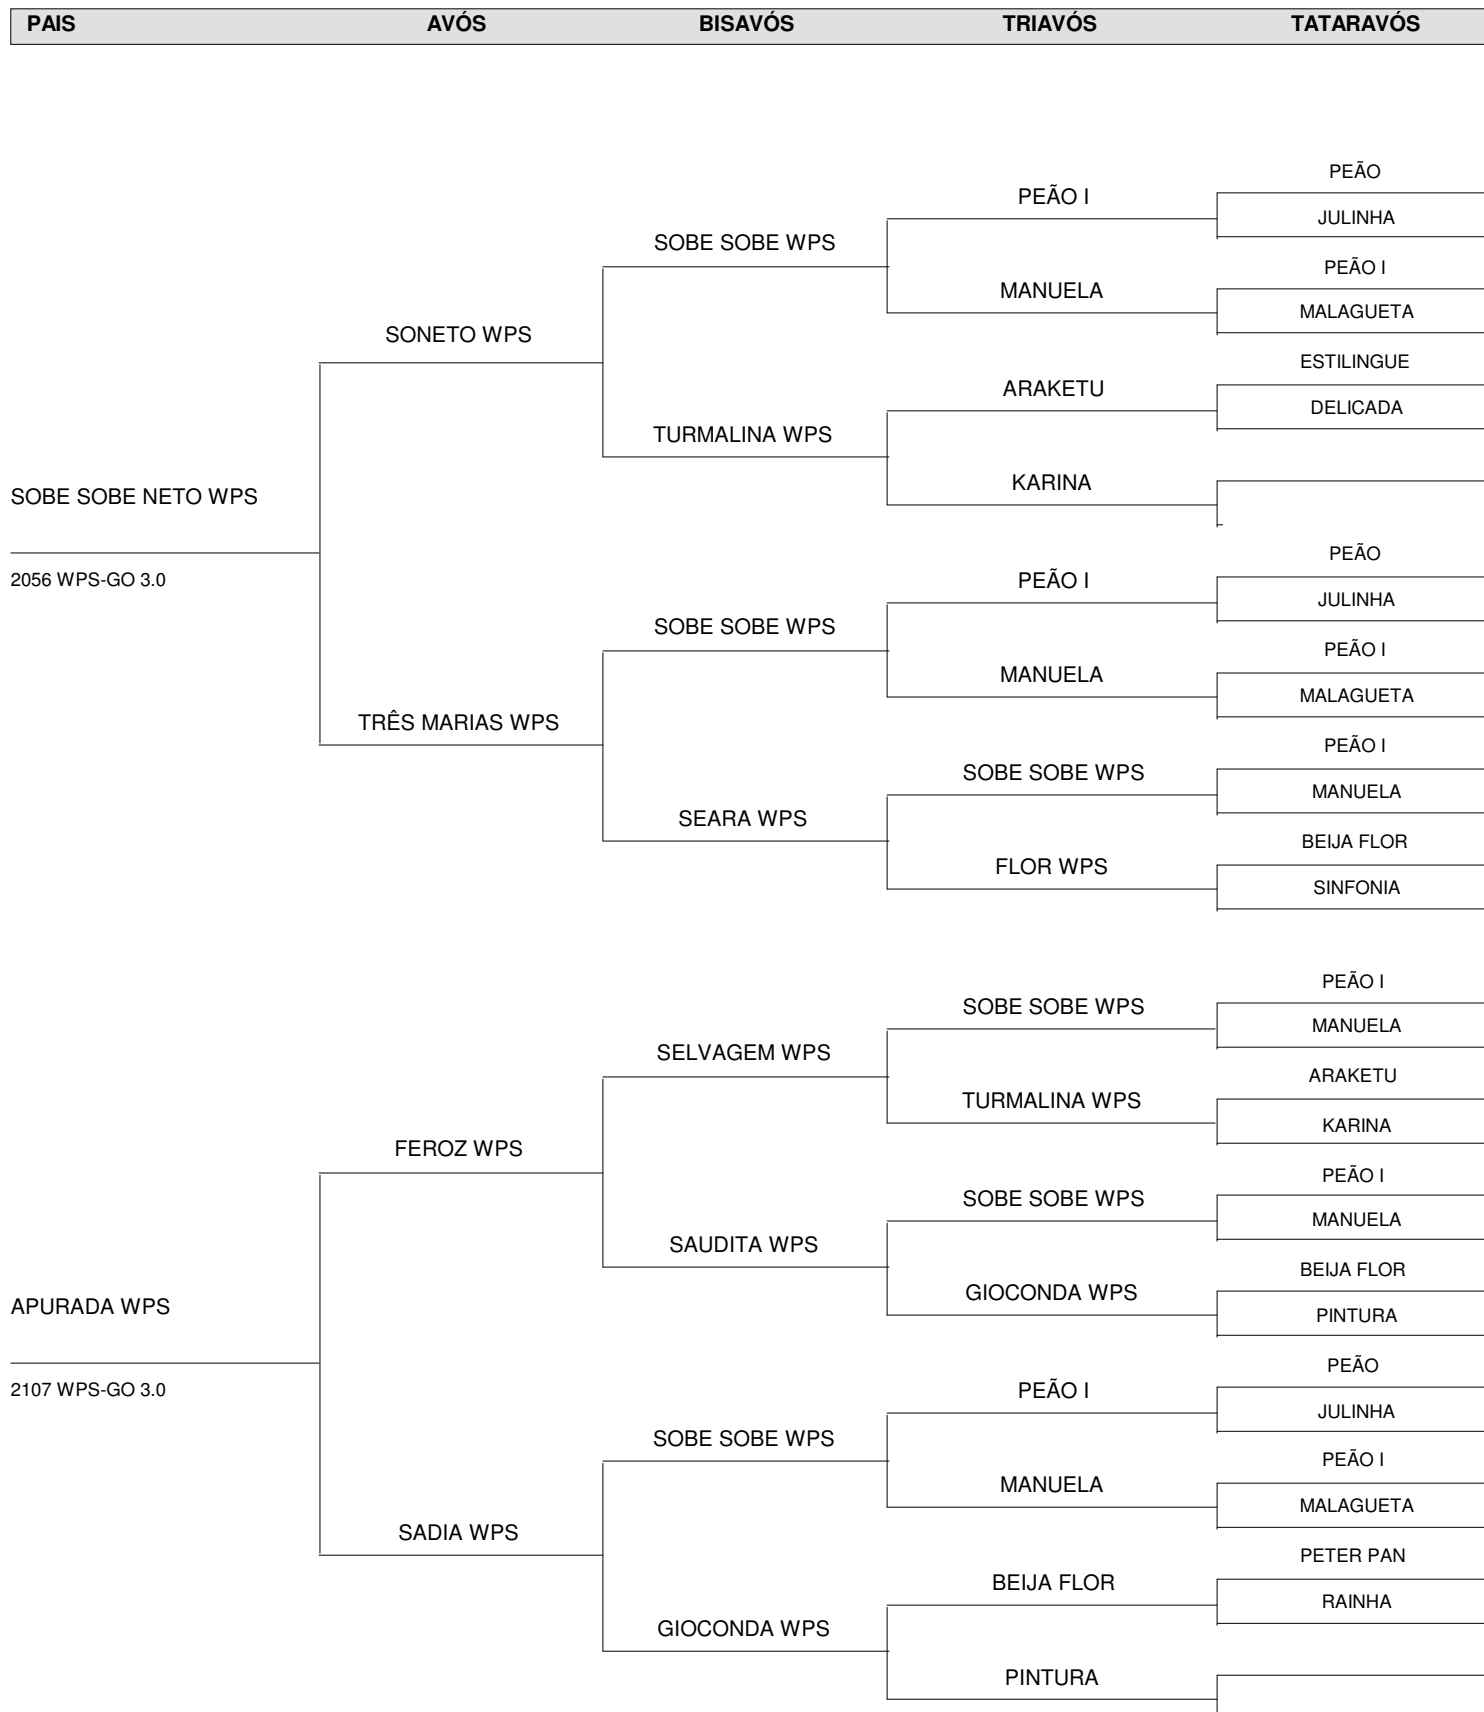 PAIS AVÓS BISAVÓS TRIAVÓS TATARAVÓS
PEÃO
PEÃO I
JULINHA
SOBE SOBE WPS
PEÃO I
MANUELA
MALAGUETA
SONETO WPS
ESTILINGUE
ARAKETU
DELICADA
TURMALINA WPS
KARINA
SOBE SOBE NETO WPS
PEÃO
2056 WPS-GO 3.0
PEÃO I
JULINHA
SOBE SOBE WPS
PEÃO I
MANUELA
MALAGUETA
TRÊS MARIAS WPS
PEÃO I
SOBE SOBE WPS
MANUELA
SEARA WPS
BEIJA FLOR
FLOR WPS
SINFONIA
PEÃO I
SOBE SOBE WPS
MANUELA
SELVAGEM WPS
ARAKETU
TURMALINA WPS
KARINA
FEROZ WPS
PEÃO I
SOBE SOBE WPS
MANUELA
SAUDITA WPS
BEIJA FLOR
GIOCONDA WPS
APURADA WPS
PINTURA
PEÃO
2107 WPS-GO 3.0
PEÃO I
JULINHA
SOBE SOBE WPS
PEÃO I
MANUELA
MALAGUETA
SADIA WPS
PETER PAN
BEIJA FLOR
RAINHA
GIOCONDA WPS
PINTURA